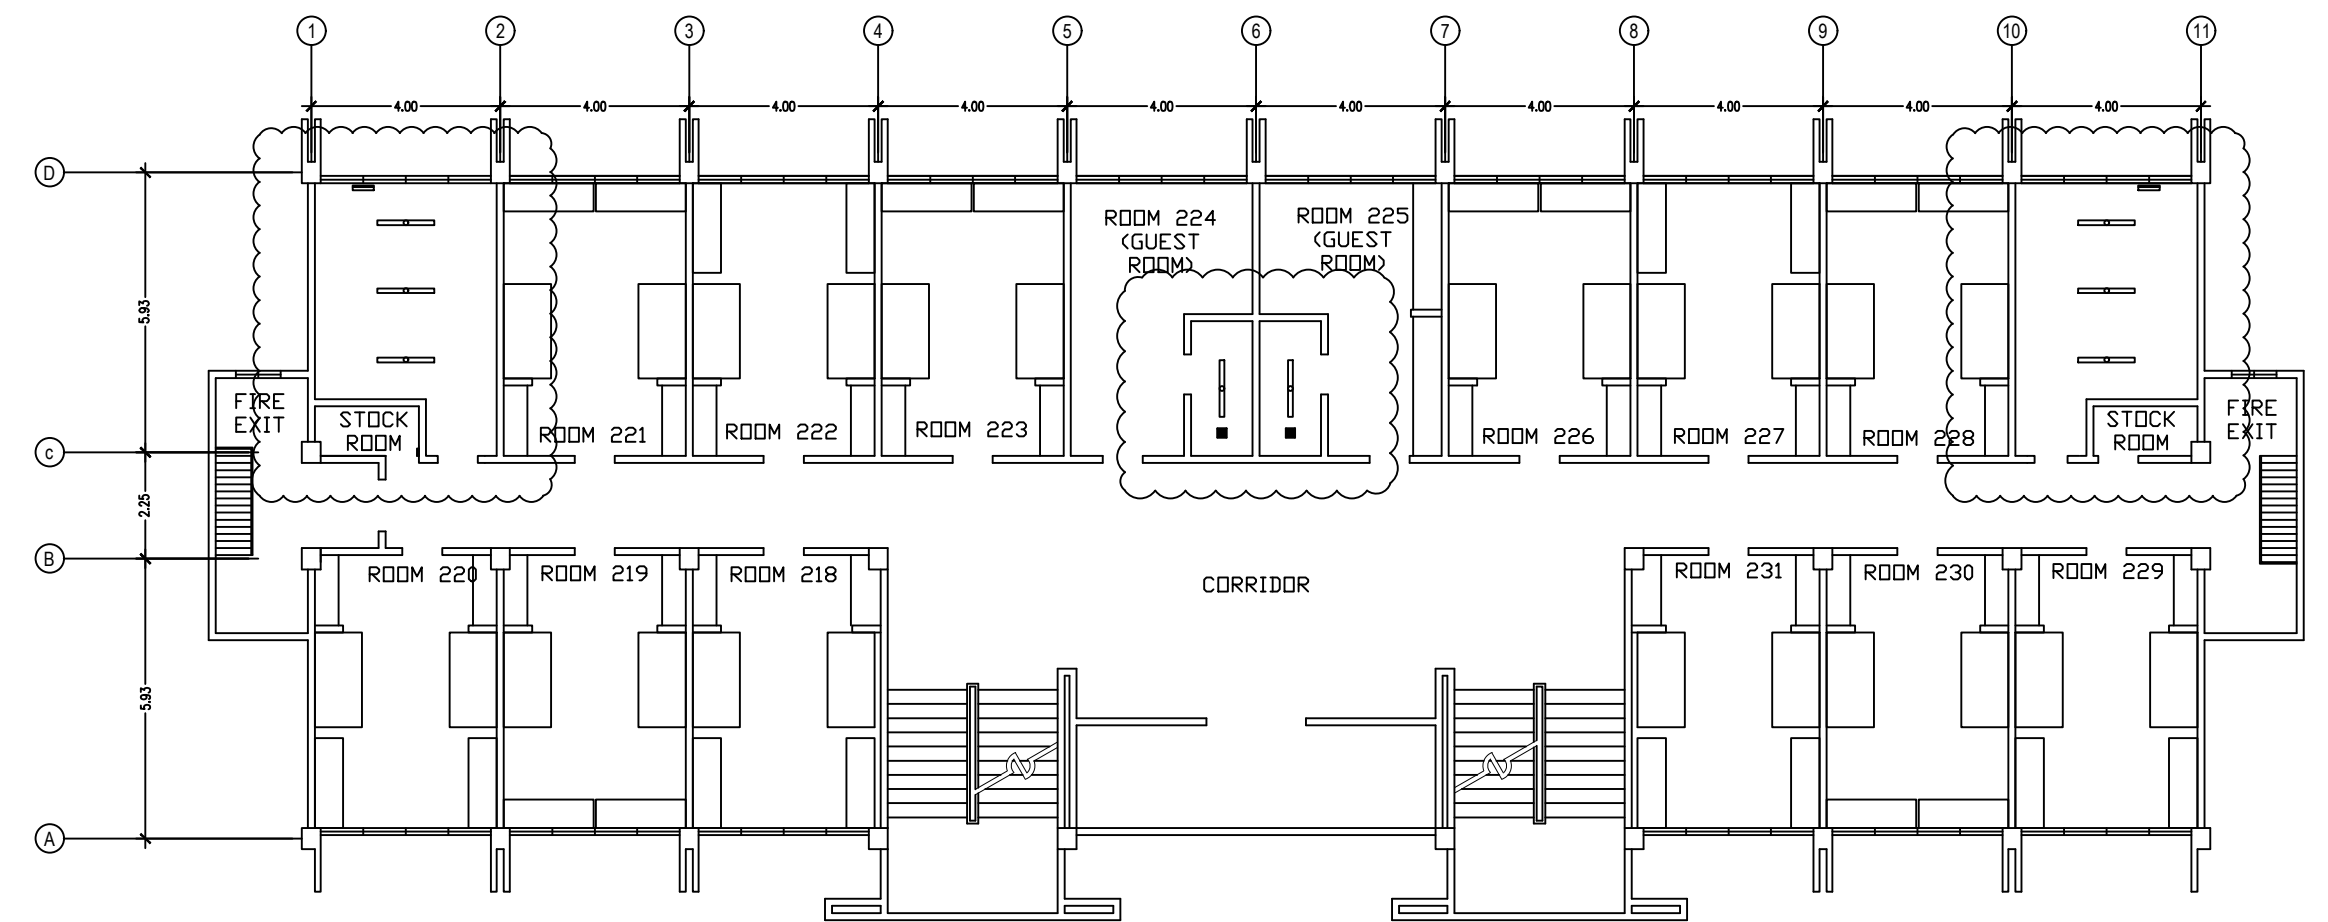 1 2 3 4 5 6 7 8 9 10 11
4.00 4.00 4.00 4.00 4.00 4.00 4.00 4.00 4.00 4.00
D
ROOM 224
(GUEST
ROOM)
ROOM 225
(GUEST
ROOM)
5.93
FIRE
EXIT
STOCK
ROOM
ROOM 221
ROOM 222
ROOM 223
ROOM 226
ROOM 227
ROOM 228
STOCK
ROOM
FIRE
EXIT
c
2.25
B
ROOM 220
ROOM 219
ROOM 218
CORRIDOR
ROOM 231
ROOM 230
ROOM 229
5.93
A